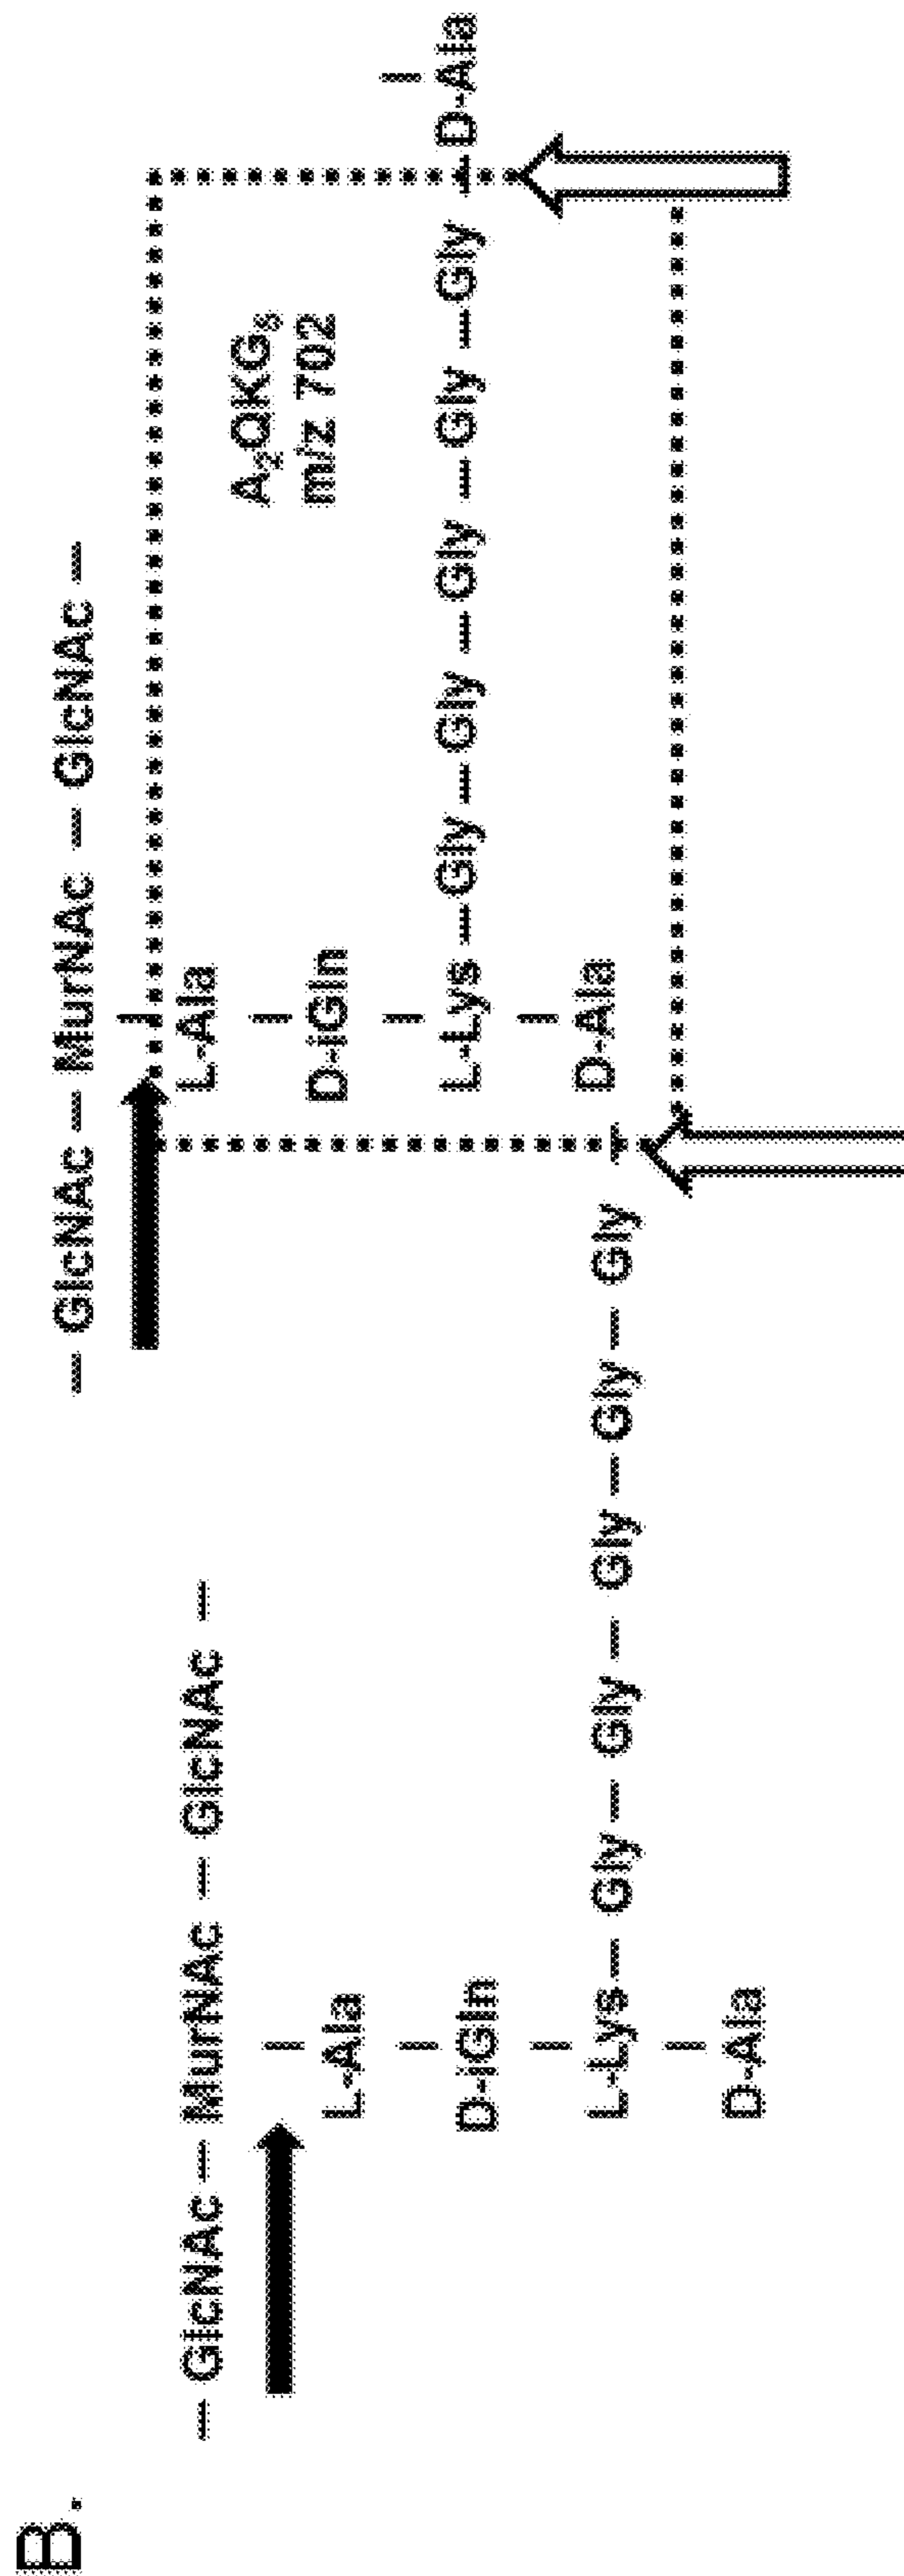 B.
— GlcNAc — MurNAc — GlcNAc —
— GlcNAc — MurNAc — GlcNAc —
L-Ala
D-iGln
L-Lys — Gly — Gly — Gly — Gly — Gly —
D-Ala
L-Ala
D-iGln
L-Lys — Gly — Gly — Gly — Gly — Gly — D-Ala
D-Ala
A₂QKG₅
m/z 702